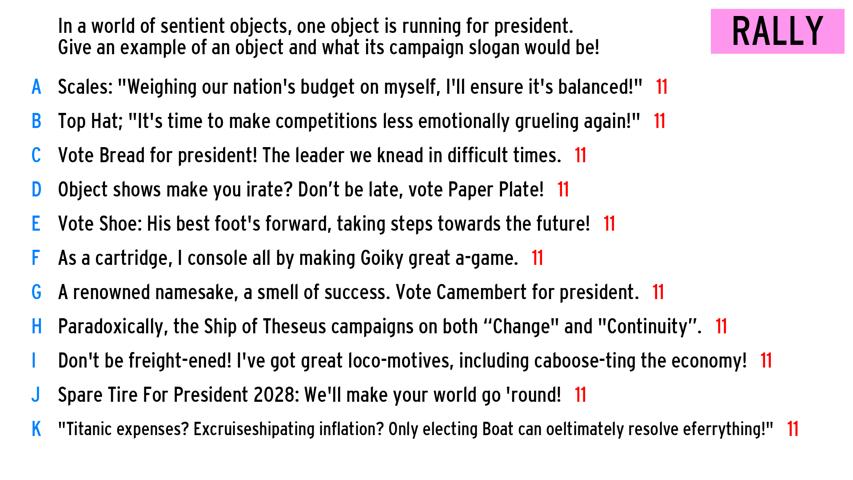 In a world of sentient objects, one object is running for president.
Give an example of an object and what its campaign slogan would be!
RALLY
A Scales: "Weighing our nation's budget on myself, I'll ensure it's balanced!" 11
B Top Hat; "It's time to make competitions less emotionally grueling again!" 11
C Vote Bread for president! The leader we knead in difficult times. 11
D Object shows make you irate? Don’t be late, vote Paper Plate! 11
E Vote Shoe: His best foot's forward, taking steps towards the future! 11
F As a cartridge, I console all by making Goiky great a-game. 11
G A renowned namesake, a smell of success. Vote Camembert for president. 11
H Paradoxically, the Ship of Theseus campaigns on both “Change" and "Continuity”. 11
I Don't be freight-ened! I've got great loco-motives, including caboose-ting the economy! 11
J Spare Tire For President 2028: We'll make your world go 'round! 11
K "Titanic expenses? Excruiseshipating inflation? Only electing Boat can oeltimately resolve eferrything!" 11